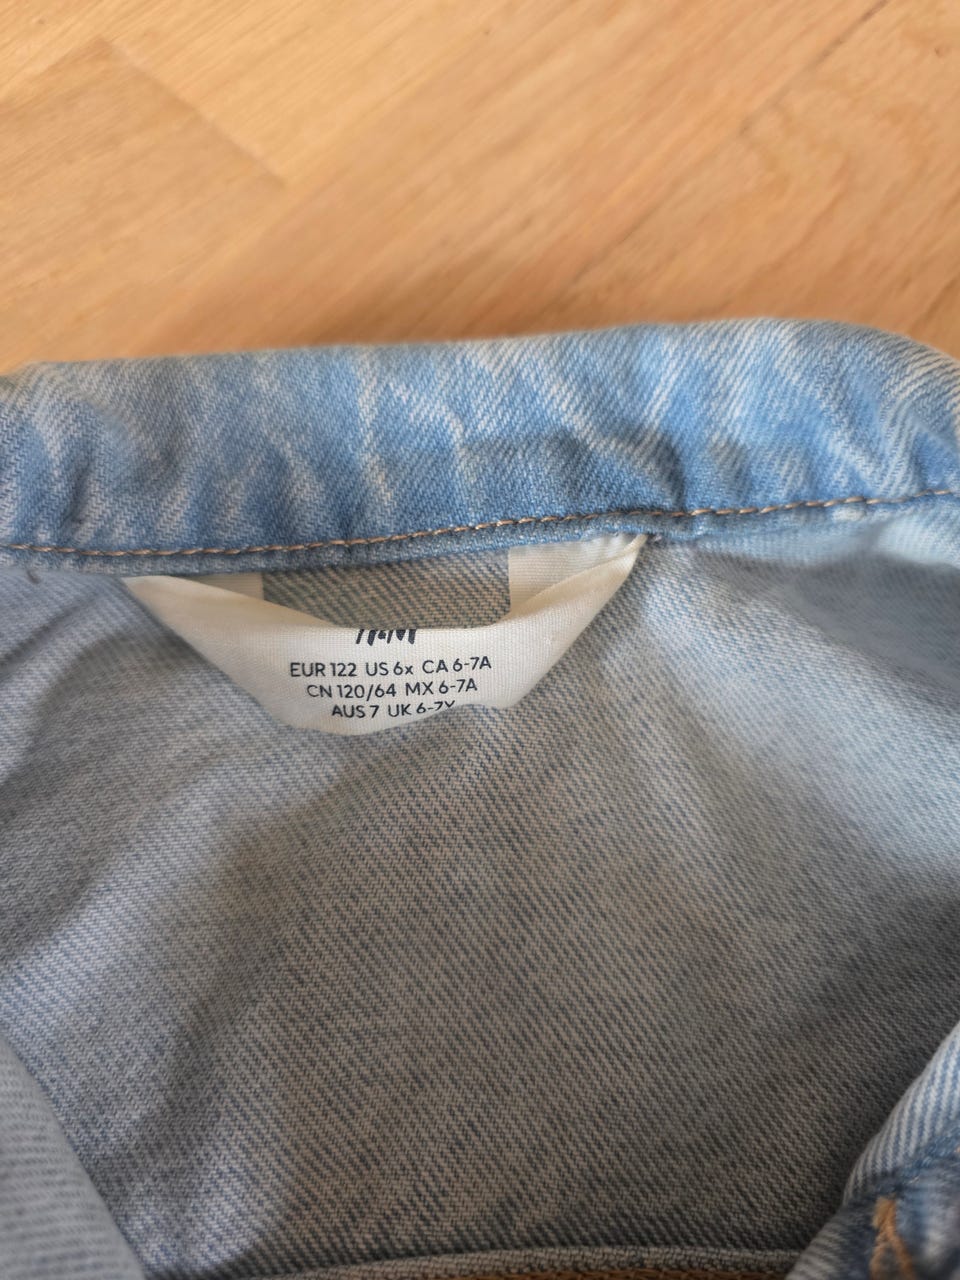 EUR 122 US 6x CA 6-7A
CN 120/64 MX 6-7A
AUS 7 UK 6-7Y